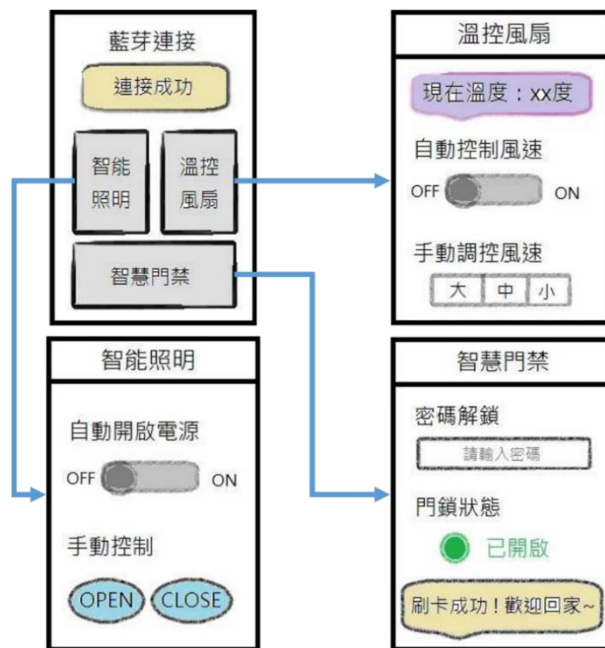 藍芽連接
連接成功
智能
照明
溫控
風扇
智慧門禁
溫控風扇
現在溫度：xx度
自動控制風速
OFF ON
手動調控風速
大 中 小
智能照明
自動開啟電源
OFF ON
手動控制
OPEN CLOSE
智慧門禁
密碼解鎖
請輸入密碼
門鎖狀態
已開啟
刷卡成功！歡迎回家~